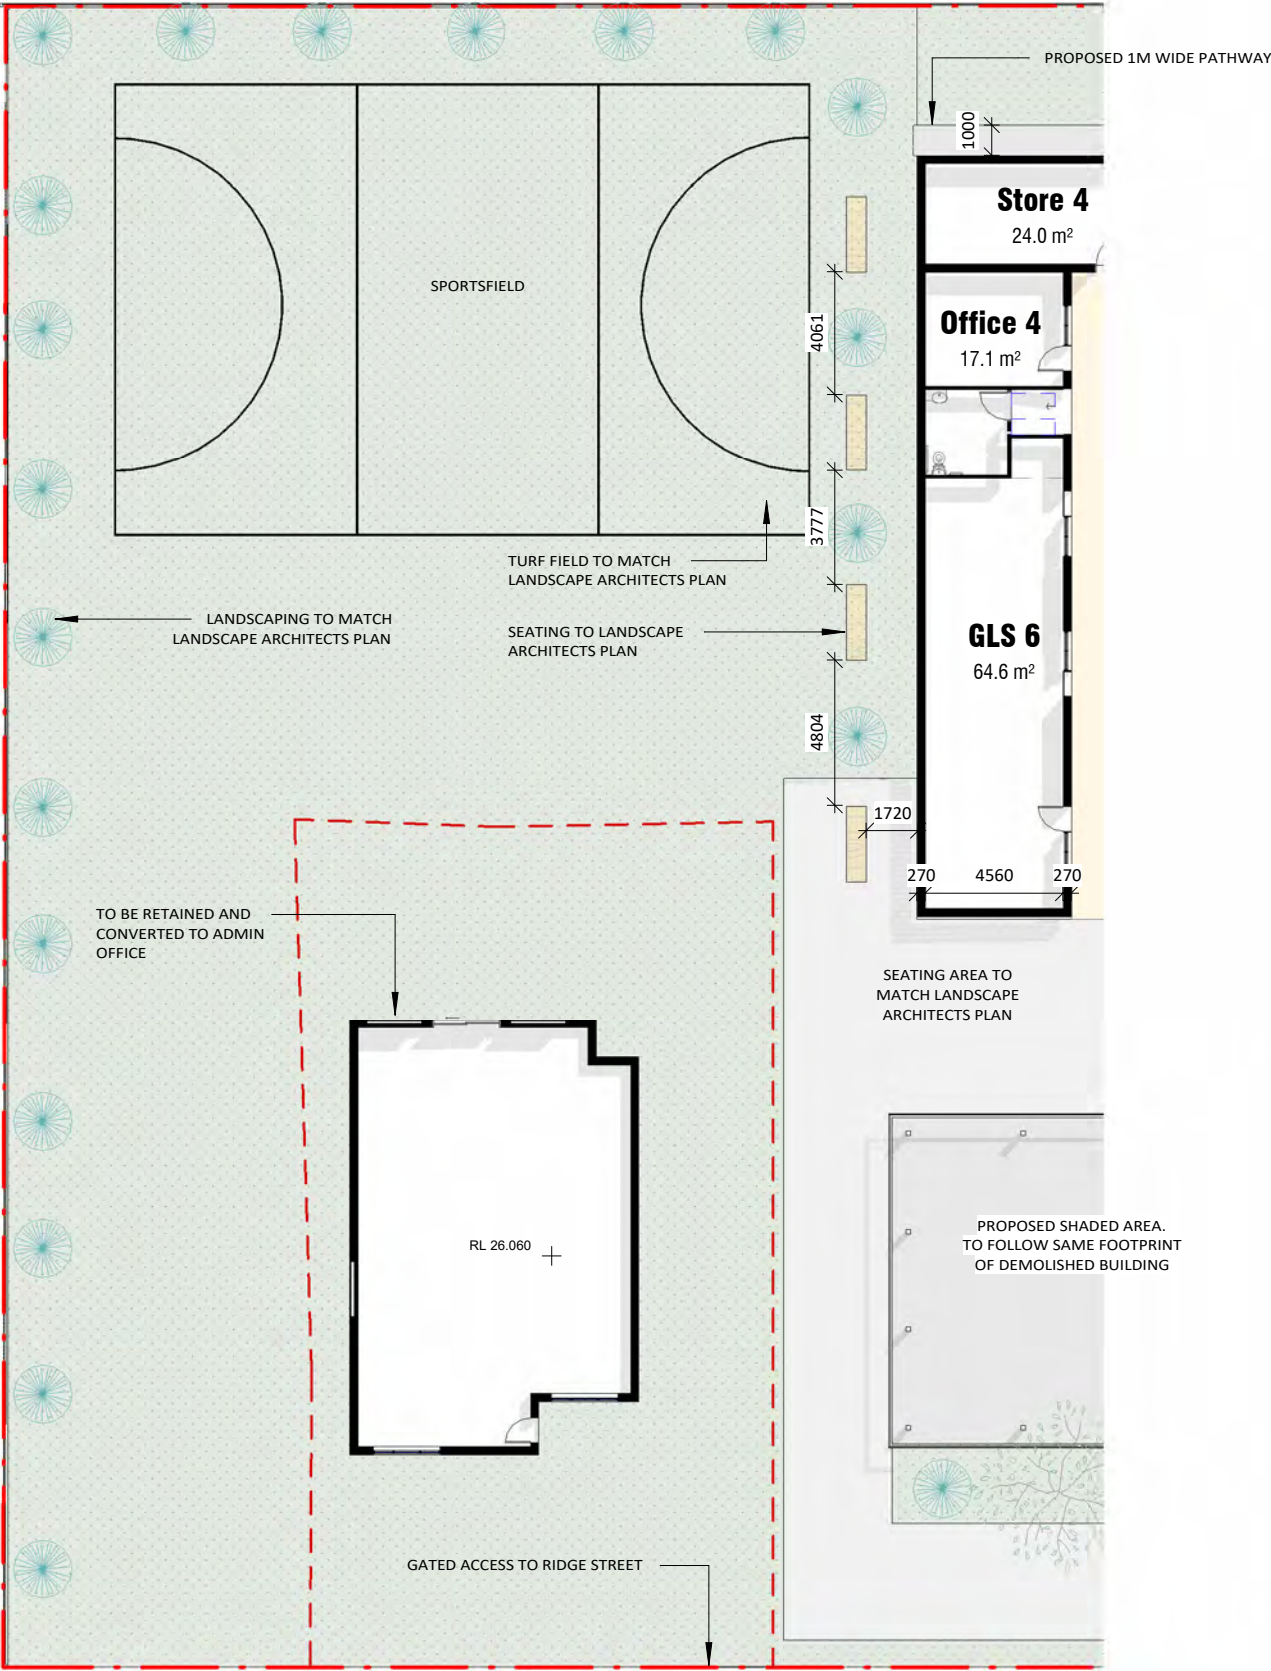 PROPOSED 1M WIDE PATHWAY
1000
Store 4
24.0 m²
SPORTSFIELD
4061
Office 4
17.1 m²
3777
TURF FIELD TO MATCH
LANDSCAPE ARCHITECTS PLAN
LANDSCAPING TO MATCH
LANDSCAPE ARCHITECTS PLAN
SEATING TO LANDSCAPE
ARCHITECTS PLAN
GLS 6
64.6 m²
4804
1720
270 4560 270
TO BE RETAINED AND
CONVERTED TO ADMIN
OFFICE
SEATING AREA TO
MATCH LANDSCAPE
ARCHITECTS PLAN
RL 26.060
PROPOSED SHADED AREA.
TO FOLLOW SAME FOOTPRINT
OF DEMOLISHED BUILDING
GATED ACCESS TO RIDGE STREET